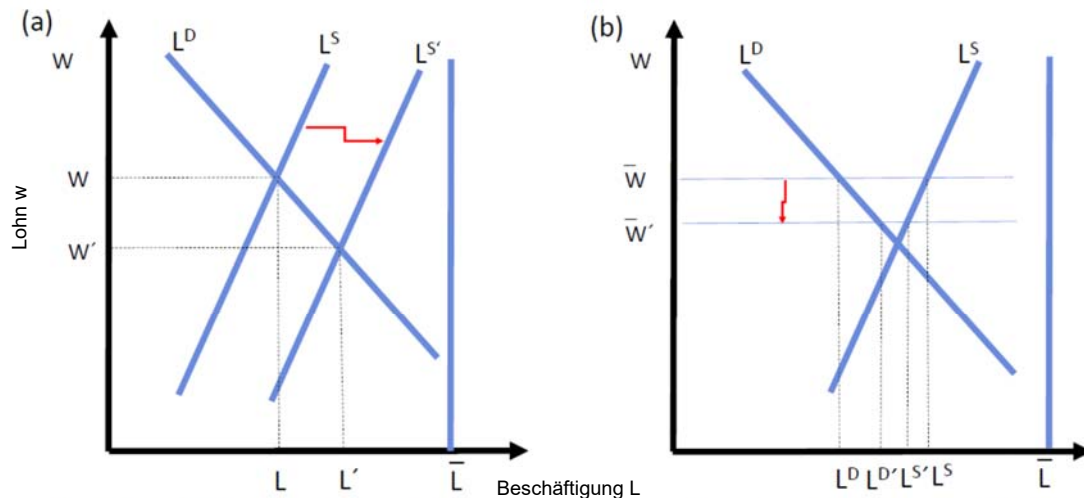 (a)
W
L^D
L^S
L^S′
W
W′
L
L′
L̄
Lohn w
(b)
W
L^D
L^S
W̄
W̄′
L^D L^D′ L^S′ L^S
L̄
Beschäftigung L